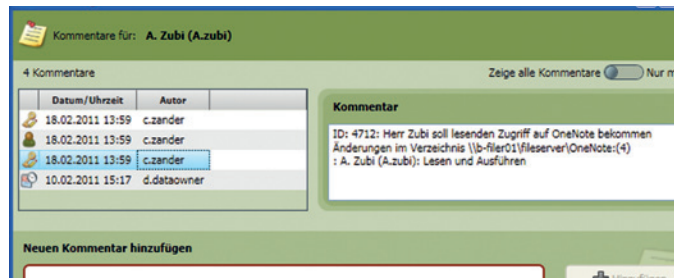 Kommentare für: A. Zubi (A.zubi)
4 Kommentare
Zeige alle Kommentare Nur m
Datum/Uhrzeit Autor
18.02.2011 13:59 c.zander
18.02.2011 13:59 c.zander
18.02.2011 13:59 c.zander
10.02.2011 15:17 d.dataowner
Kommentar
ID: 4712: Herr Zubi soll lesenden Zugriff auf OneNote bekommen
Änderungen im Verzeichnis \\b-filer01\fileserver\OneNote:(4)
: A. Zubi (A.zubi): Lesen und Ausführen
Neuen Kommentar hinzufügen